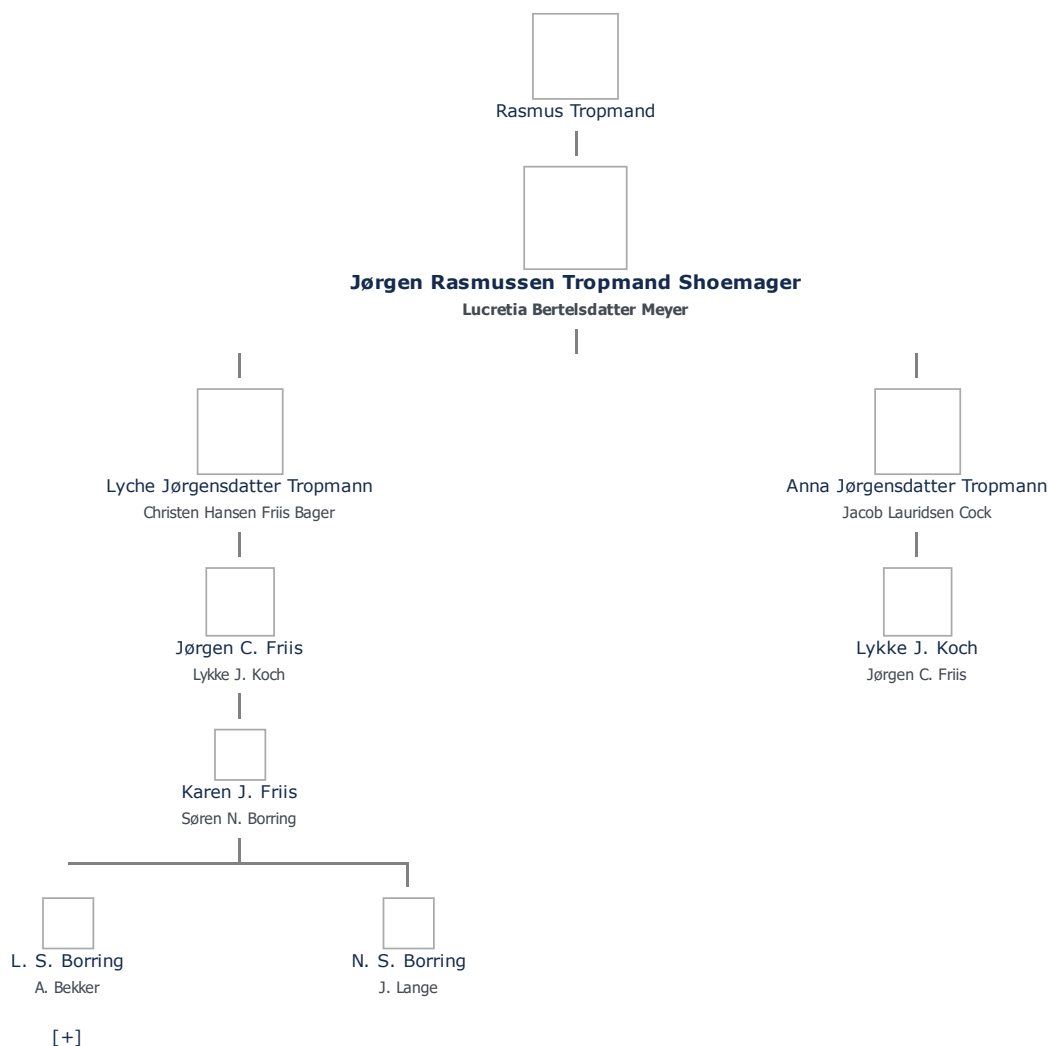 Rasmus Tropmand
Jørgen Rasmussen Tropmand Shoemager
Lucretia Bertelsdatter Meyer
Lyche Jørgensdatter Tropmann
Christen Hansen Friis Bager
Anna Jørgensdatter Tropmann
Jacob Lauridsen Cock
Jørgen C. Friis
Lykke J. Koch
Lykke J. Koch
Jørgen C. Friis
Karen J. Friis
Søren N. Borring
L. S. Borring
A. Bekker
N. S. Borring
J. Lange
[+]